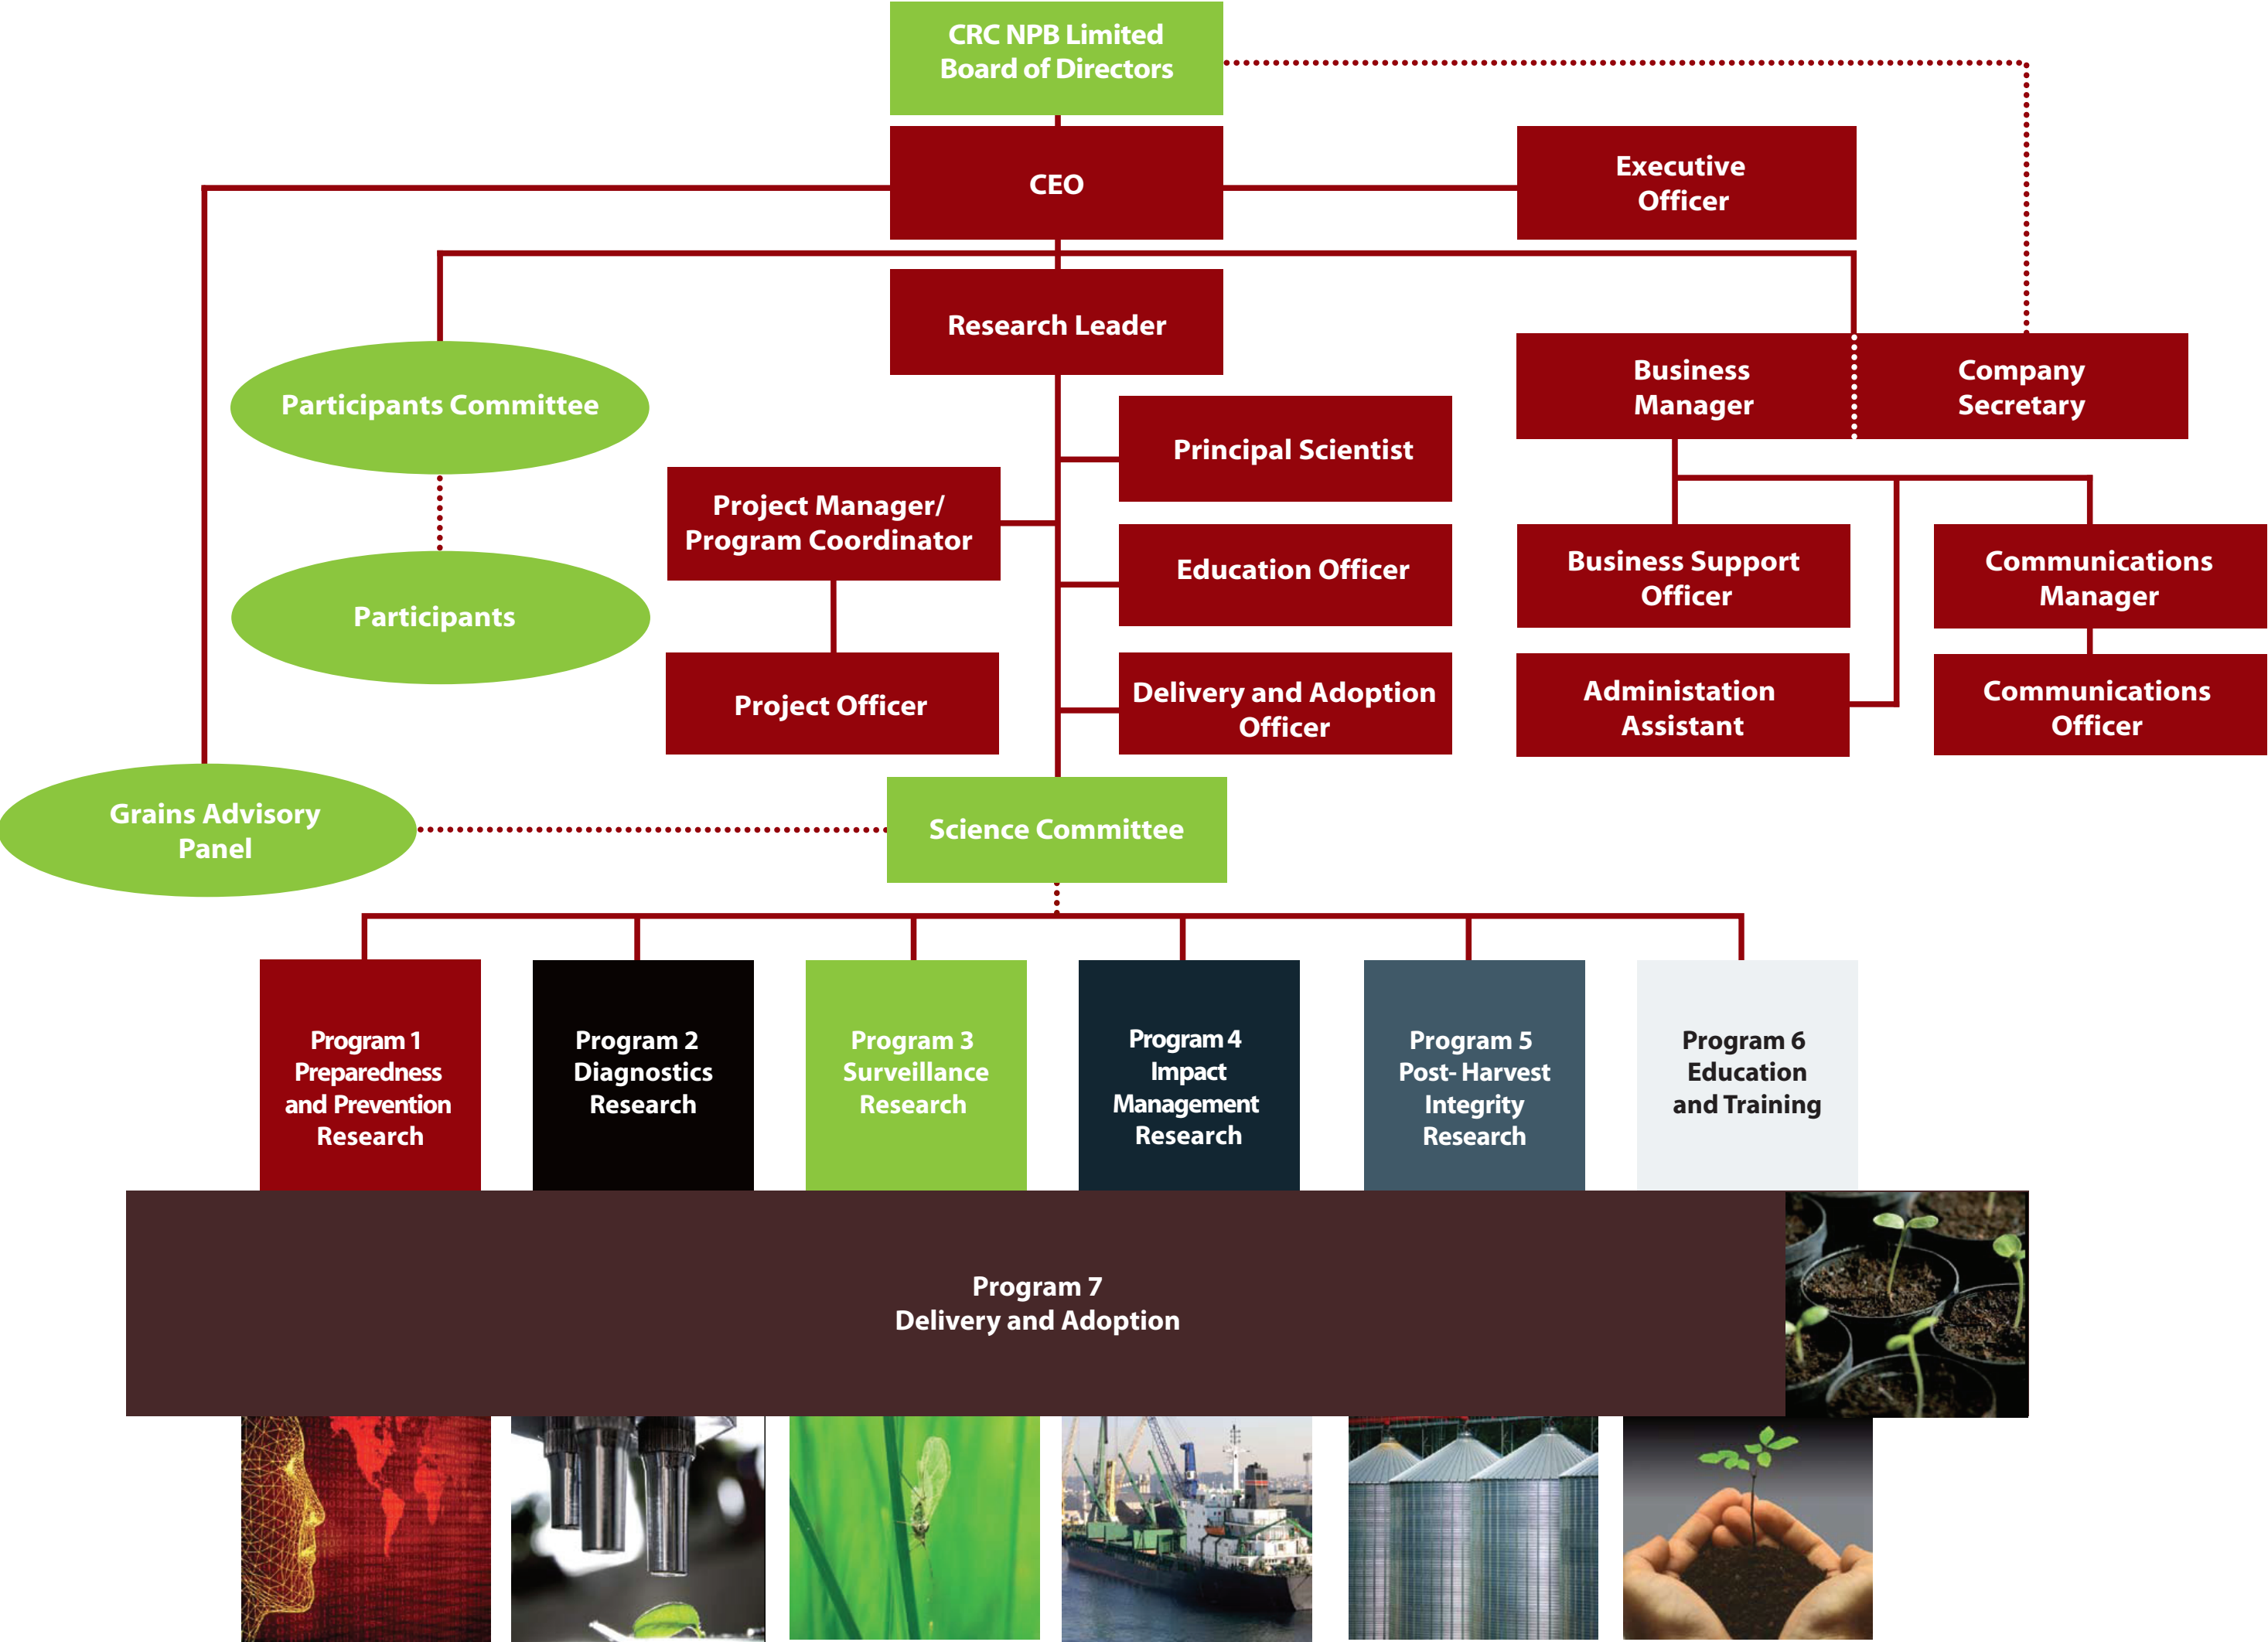 CRC NPB Limited
Board of Directors
CEO
Executive
Officer
Research Leader
Participants Committee
Business
Manager
Company
Secretary
Principal Scientist
Project Manager/
Program Coordinator
Education Officer
Business Support
Officer
Communications
Manager
Participants
Project Officer
Delivery and Adoption
Officer
Administation
Assistant
Communications
Officer
Grains Advisory
Panel
Science Committee
Program 1
Preparedness
and Prevention
Research
Program 2
Diagnostics
Research
Program 3
Surveillance
Research
Program 4
Impact
Management
Research
Program 5
Post- Harvest
Integrity
Research
Program 6
Education
and Training
Program 7
Delivery and Adoption